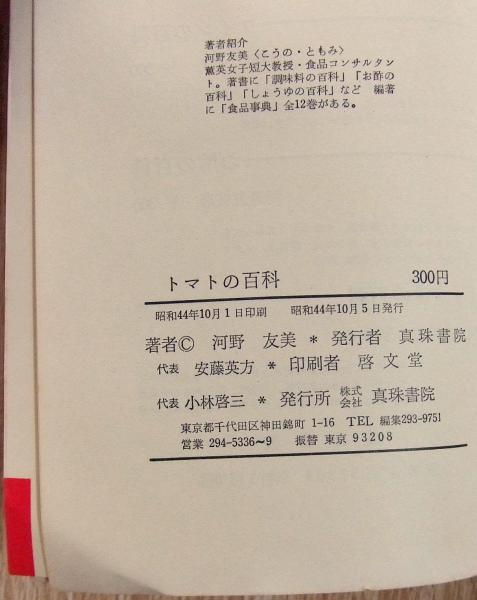 著者紹介
河野友美〈こうの・ともみ〉
薫英女子短大教授・食品コンサルタン
ト。著書に「調味料の百科」「お酢の
百科」「しょうゆの百科」など 編著
に「食品事典」全12巻がある。
トマトの百科 300円
昭和44年10月1日印刷 昭和44年10月5日発行
著者© 河野 友美 * 発行者 真珠書院
代表 安藤英方 * 印刷者 啓文堂
代表 小林啓三 * 発行所 株式会社 真珠書院
東京都千代田区神田錦町 1-16 TEL 編集293-9751
営業 294-5336~9 振替 東京 93208